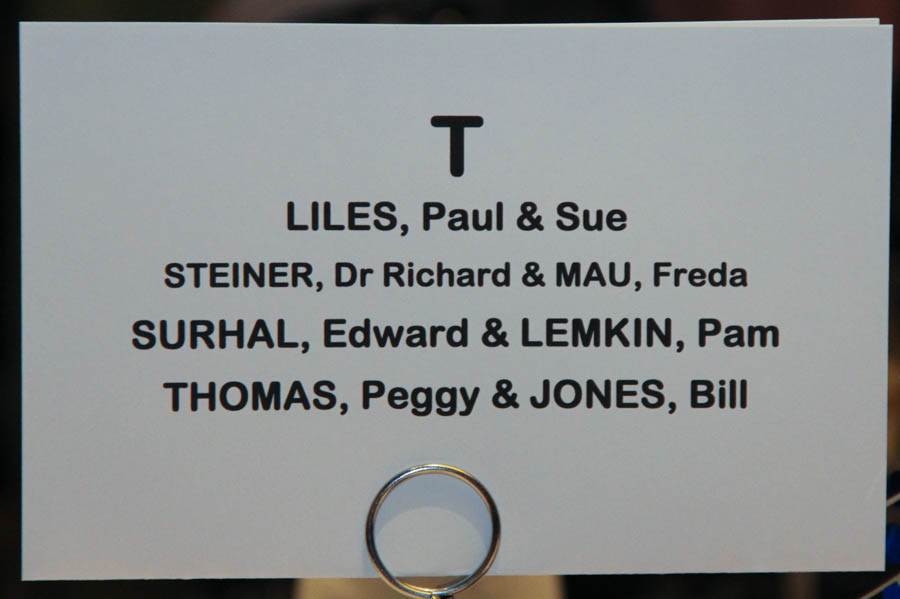 T
LILES, Paul & Sue
STEINER, Dr Richard & MAU, Freda
SURHAL, Edward & LEMKIN, Pam
THOMAS, Peggy & JONES, Bill